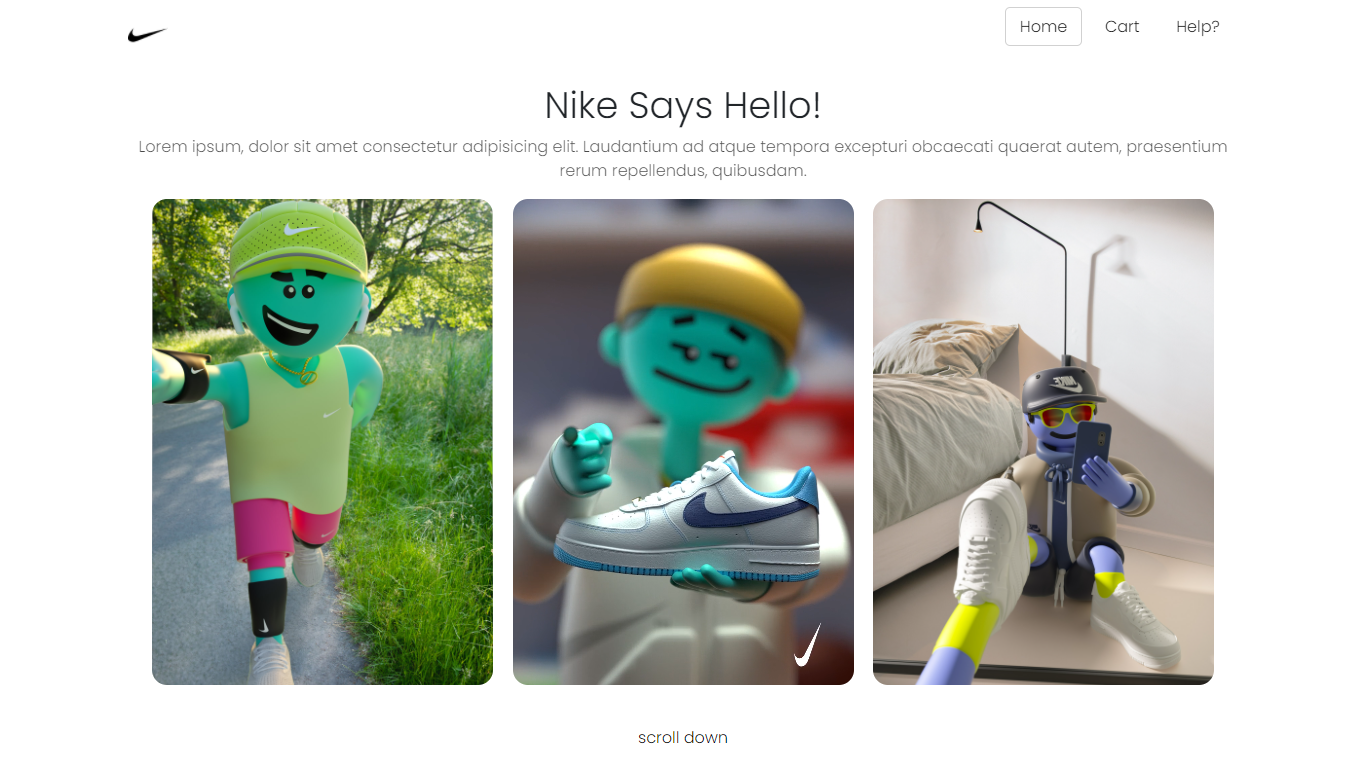 Home Cart Help?
Nike Says Hello!
Lorem ipsum, dolor sit amet consectetur adipisicing elit. Laudantium ad atque tempora excepturi obcaecati quaerat autem, praesentium
rerum repellendus, quibusdam.
scroll down